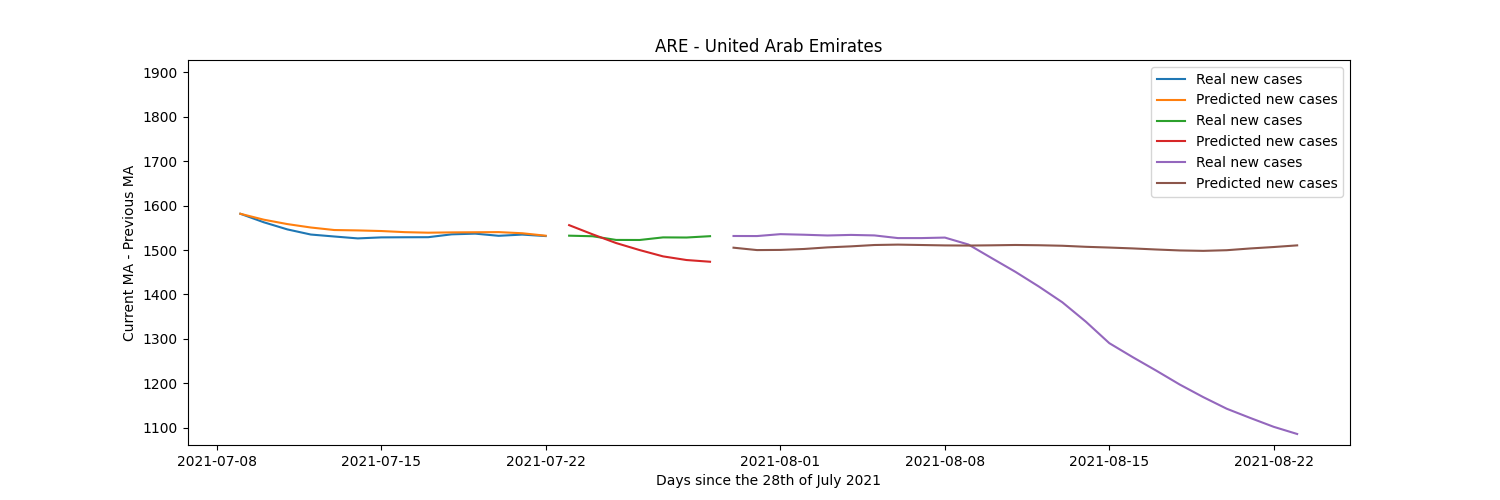 ARE - United Arab Emirates
Current MA - Previous MA
1900
1800
1700
1600
1500
1400
1300
1200
1100
Real new cases
Predicted new cases
Real new cases
Predicted new cases
Real new cases
Predicted new cases
2021-07-08
2021-07-15
2021-07-22
2021-08-01
2021-08-08
2021-08-15
2021-08-22
Days since the 28th of July 2021